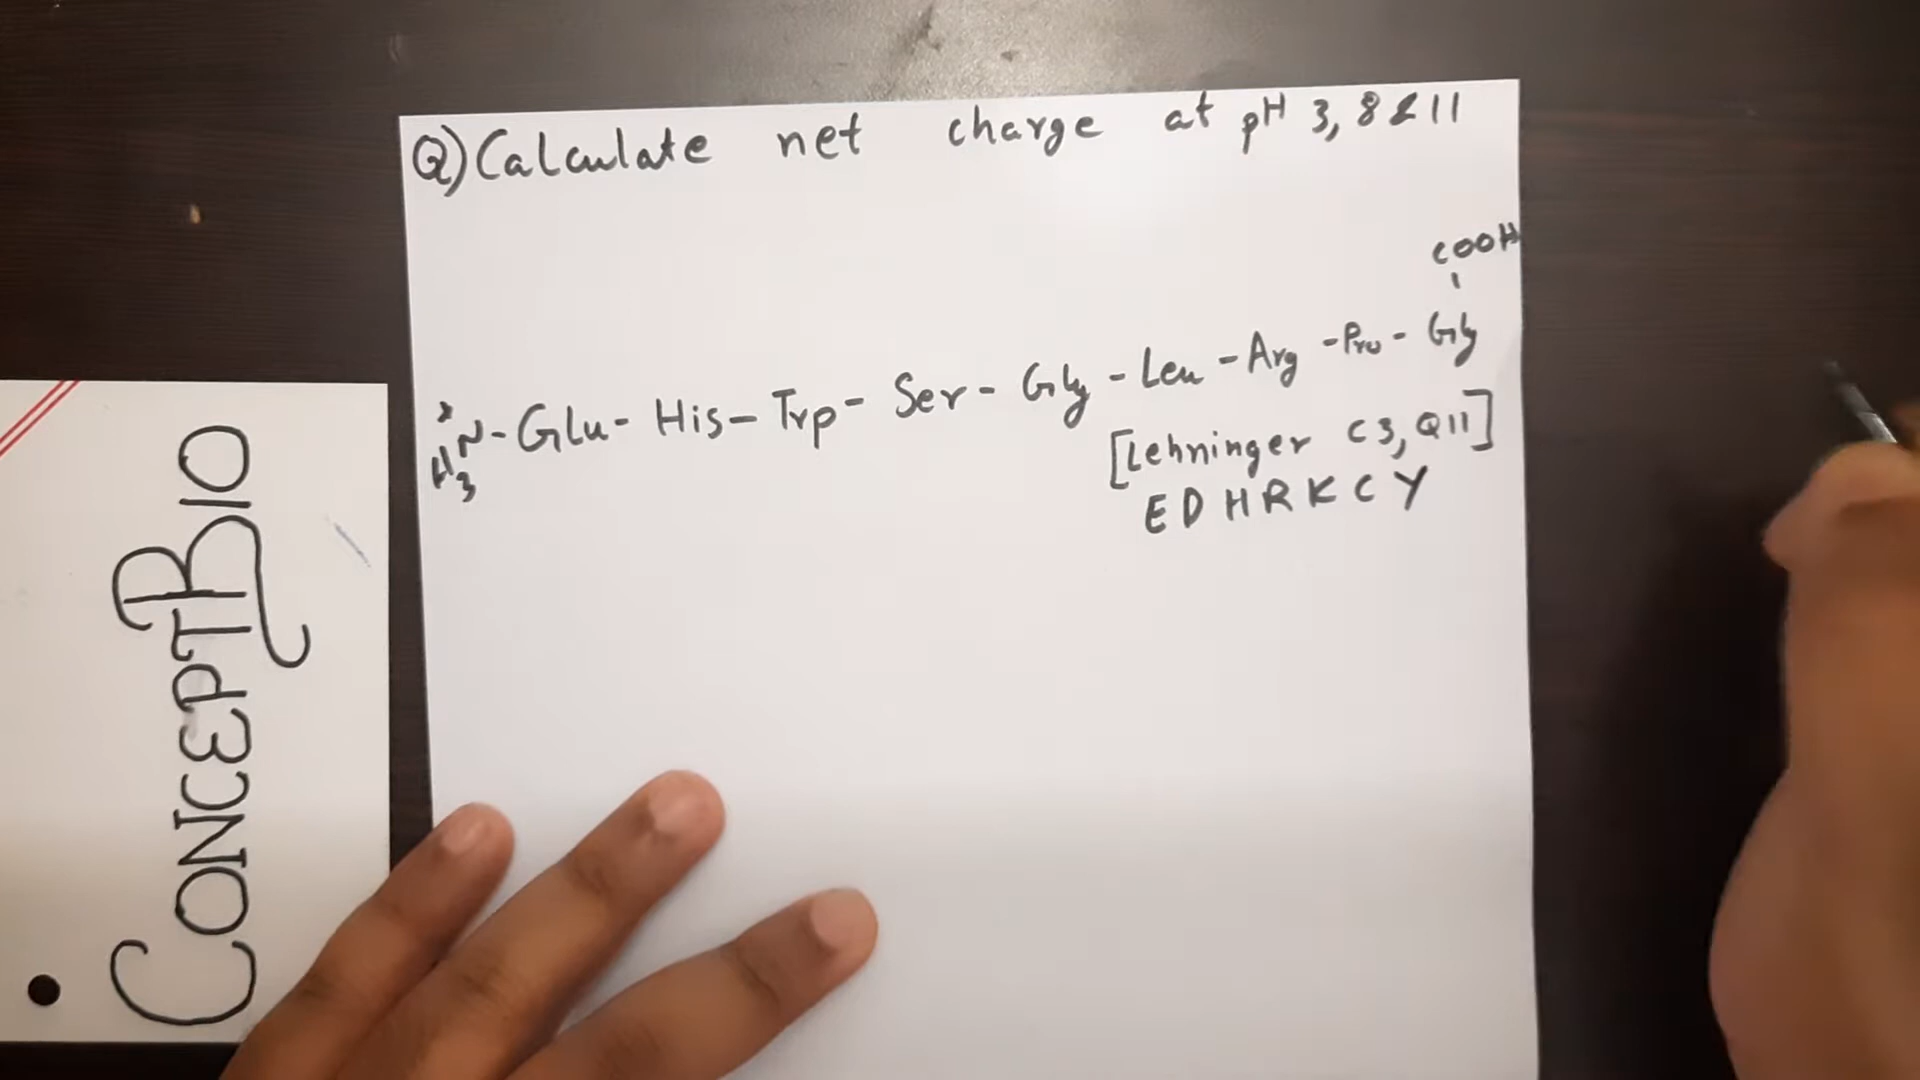 Q) Calculate net charge at pH 3, 8 & 11
COOH
H3N - Glu - His - Trp - Ser - Gly - Leu - Arg - Pro - Gly
[Lehninger C3, Q11]
E D H R K C Y
CONCEPTBIO